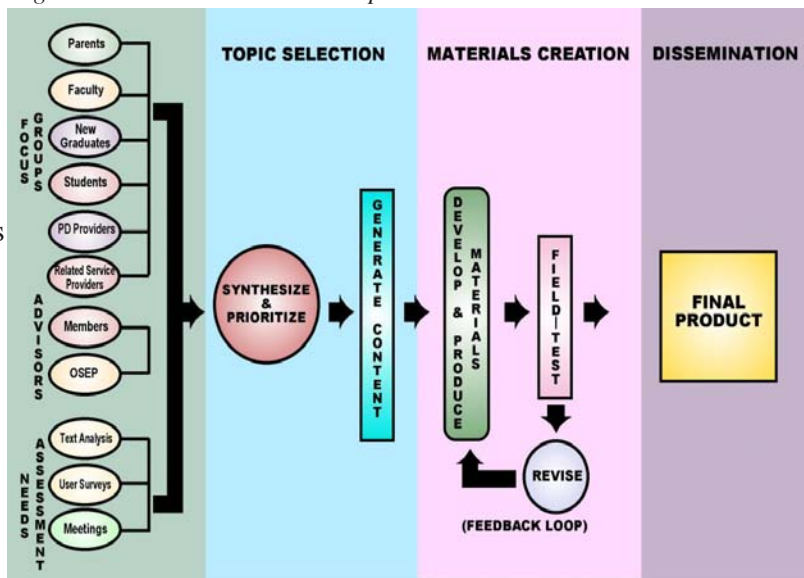 TOPIC SELECTION
MATERIALS CREATION
DISSEMINATION
FOCUS
GROUPS
Parents
Faculty
New
Graduates
Students
PD Providers
Related Service
Providers
ADVISORS
Members
OSEP
NEEDS
ASSESSMENT
Text Analysis
User Surveys
Meetings
SYNTHESIZE
&
PRIORITIZE
GENERATE CONTENT
DEVELOP & PRODUCE
MATERIALS
FIELD-TEST
REVISE
(FEEDBACK LOOP)
FINAL
PRODUCT